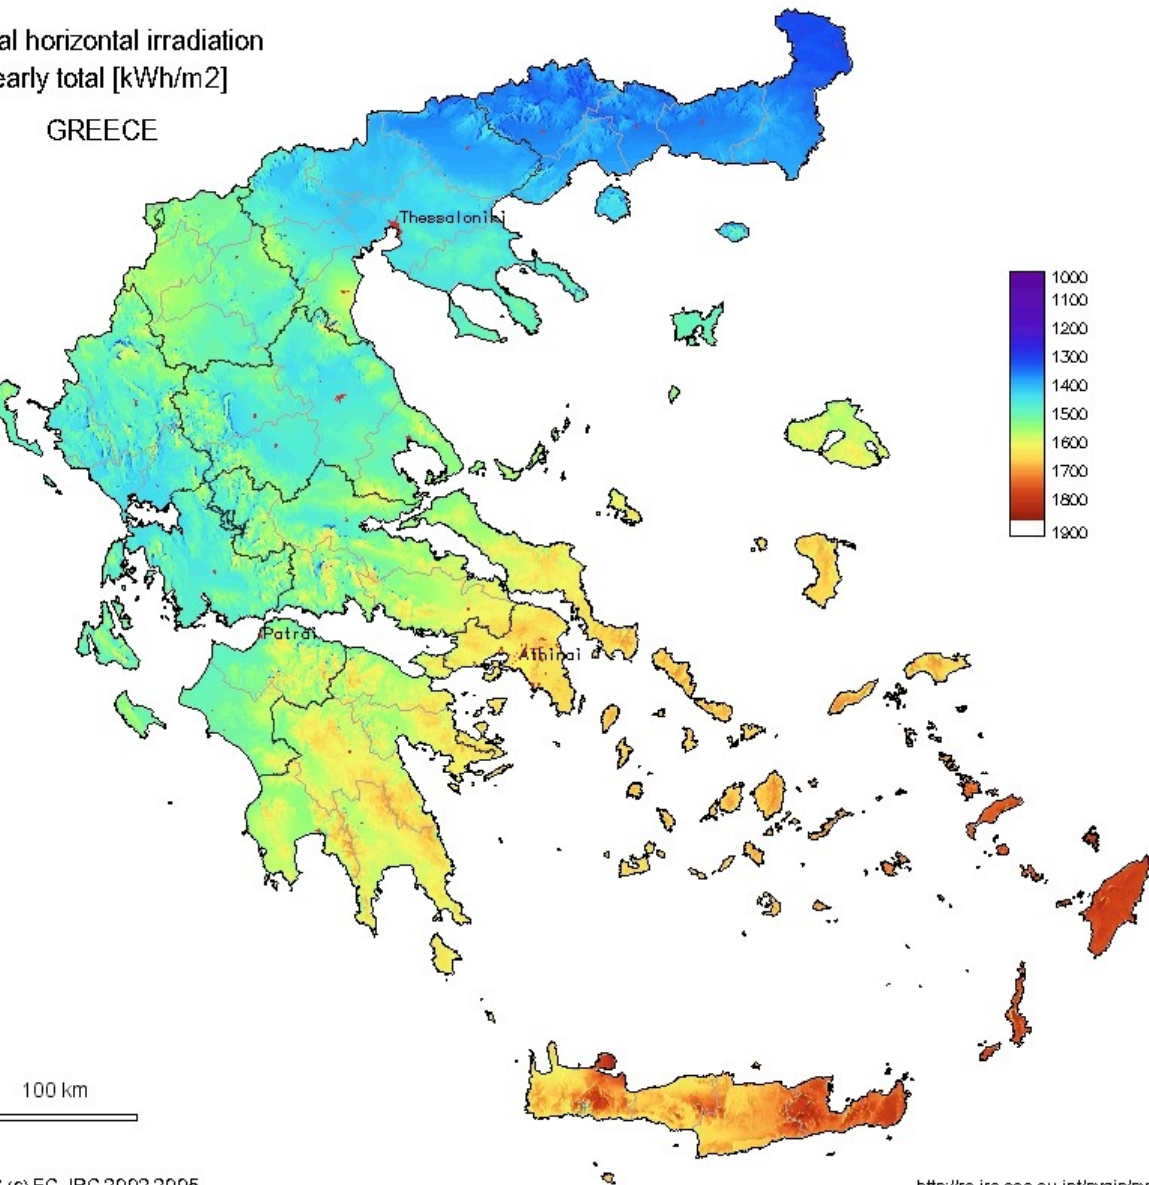 al horizontal irradiation
early total [kWh/m2]
GREECE
Thessaloniki
Patrai
Athinai
1000
1100
1200
1300
1400
1500
1600
1700
1800
1900
100 km
(c) EC, JRC 2002-2005